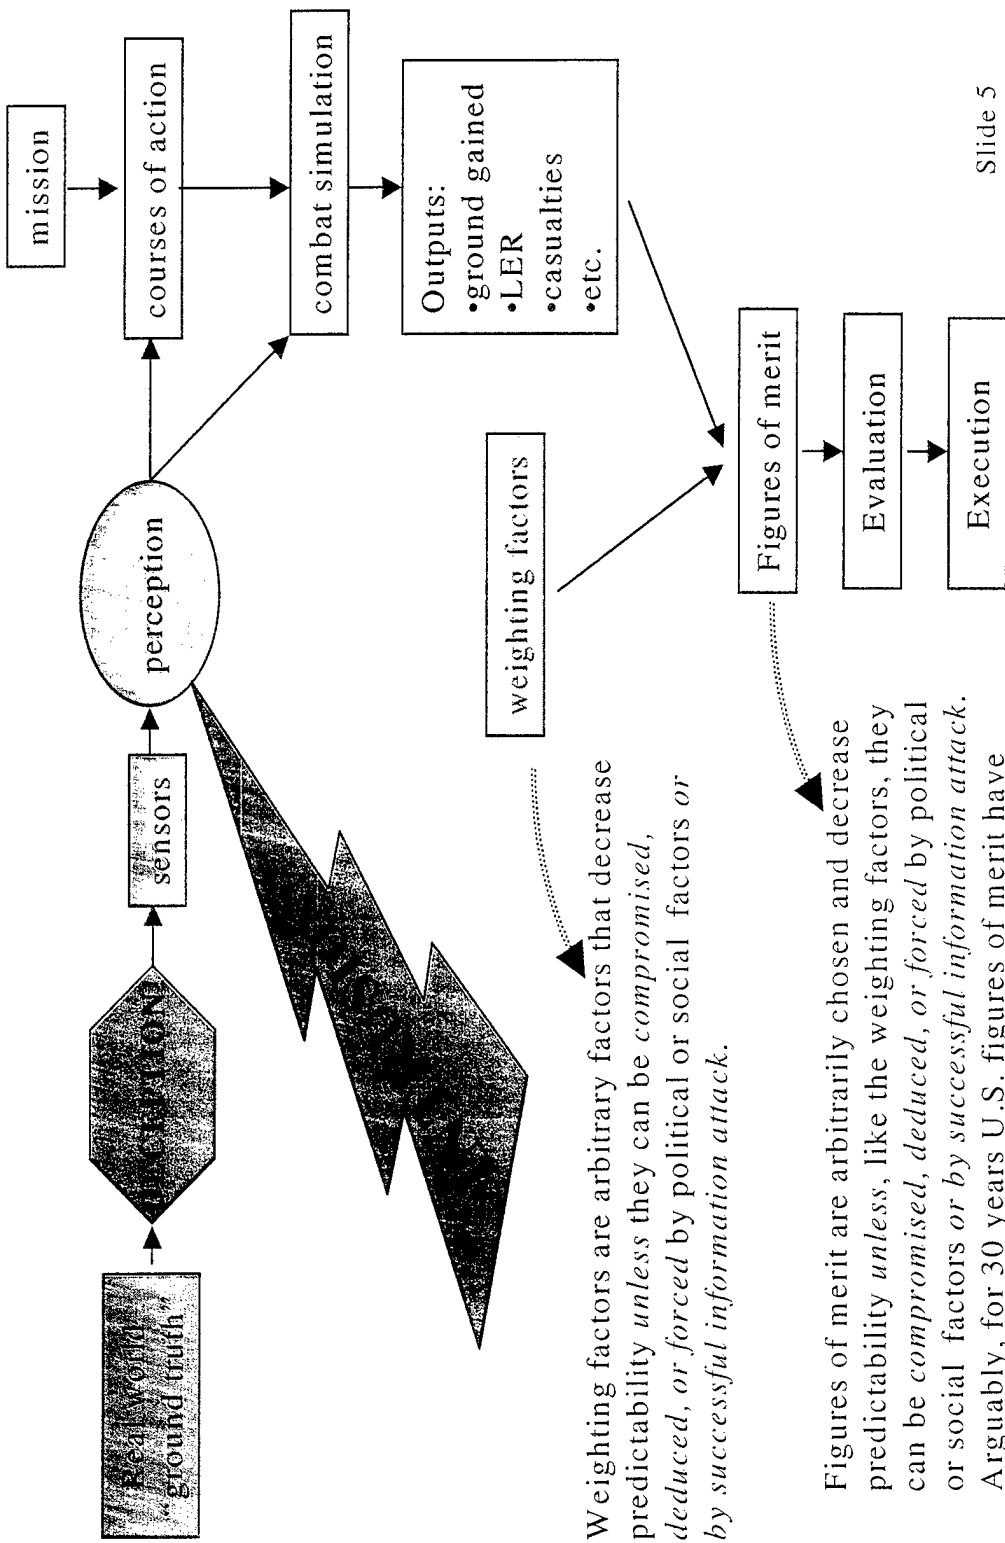 Real world
"ground truth"
DECEPTION
sensors
perception
mission
courses of action
combat simulation
Outputs:
•ground gained
•LER
•casualties
•etc.
weighting factors
Figures of merit
Evaluation
Execution
Weighting factors are arbitrary factors that decrease
predictability unless they can be compromised,
deduced, or forced by political or social factors or
by successful information attack.
Figures of merit are arbitrarily chosen and decrease
predictability unless, like the weighting factors, they
can be compromised, deduced, or forced by political
or social factors or by successful information attack.
Arguably, for 30 years U.S. figures of merit have
Slide 5